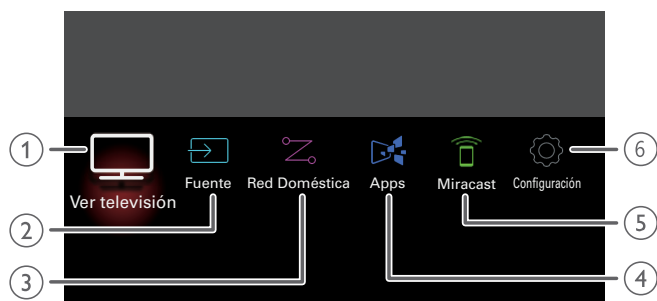 1
Ver televisión
Fuente
Red Doméstica
Apps
Miracast
Configuración
6
2
5
3
4